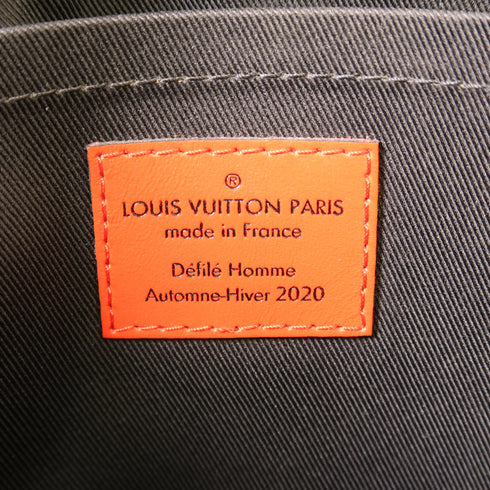 ®
LOUIS VUITTON PARIS
made in France
Défilé Homme
Automne-Hiver 2020